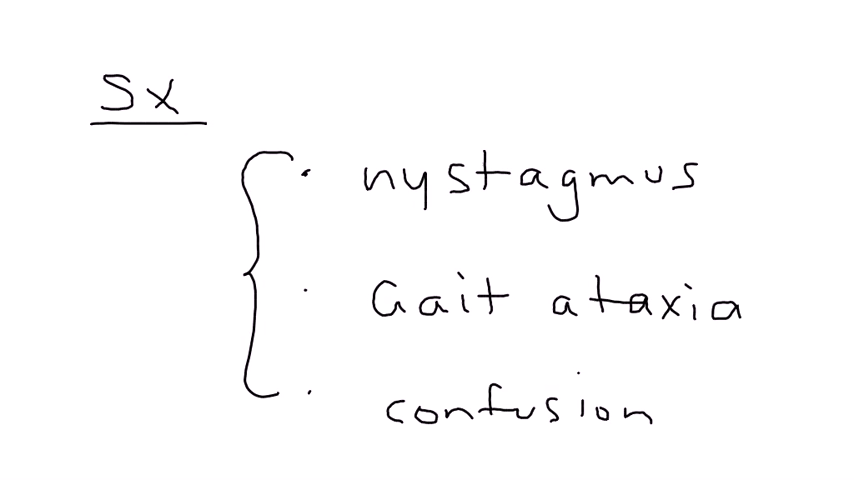 Sx
· nystagmus
· Gait ataxia
· confusion